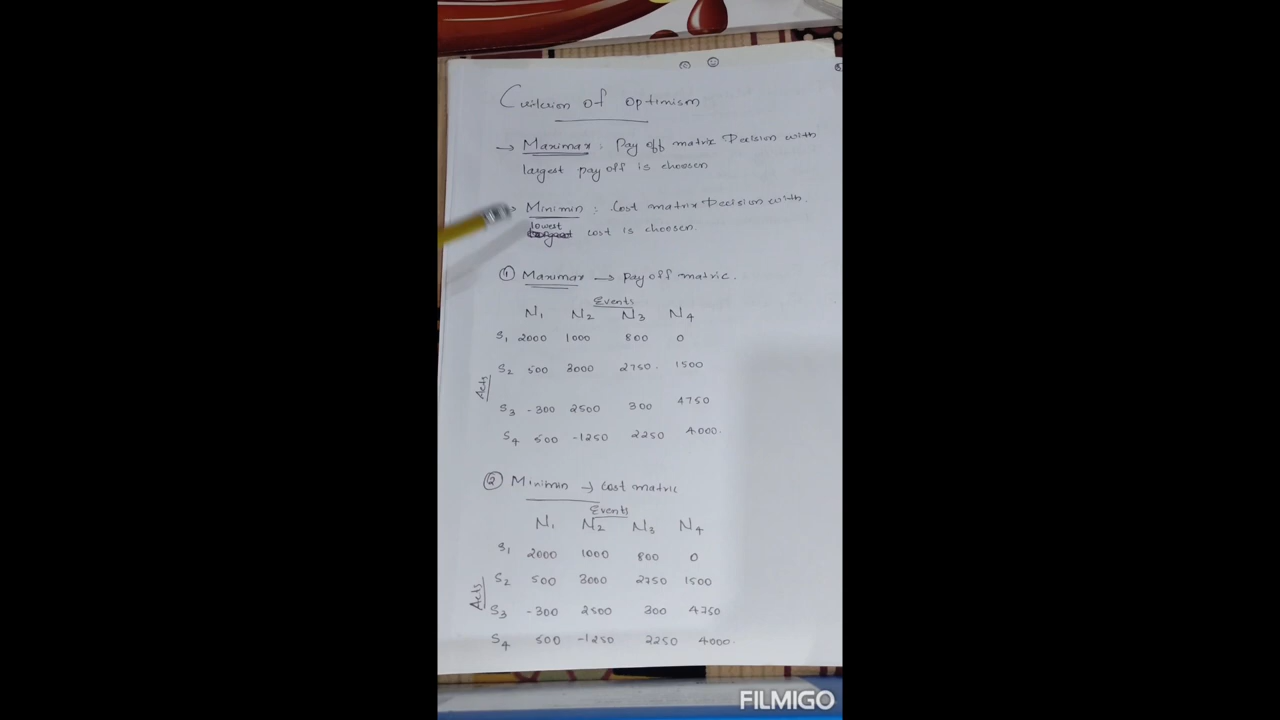 Criterion of optimism
→ Maximax : Pay off matrix Decision with
largest pay off is choosen
→ Minimin : Cost matrix Decision with.
lowest
cost is choosen.
① Maximax → Pay off matric.
Events
N1 N2 N3 N4
S1 2000 1000 800 0
S2 500 3000 2750 1500
Acts
S3 -300 2500 300 4750
S4 500 -1250 2250 4000.
② Minimin → Cost matric
Events
N1 N2 N3 N4
S1 2000 1000 800 0
S2 500 3000 2750 1500
Acts
S3 -300 2500 300 4750
S4 500 -1250 2250 4000.
FILMIGO